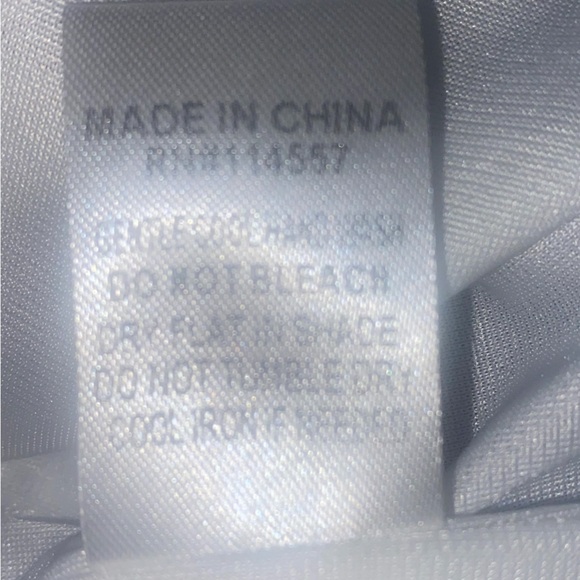 MADE IN CHINA
RN#114557
GENTLE COOL HAND WASH
DO NOT BLEACH
DRY FLAT IN SHADE
DO NOT TUMBLE DRY
COOL IRON IF NEEDED